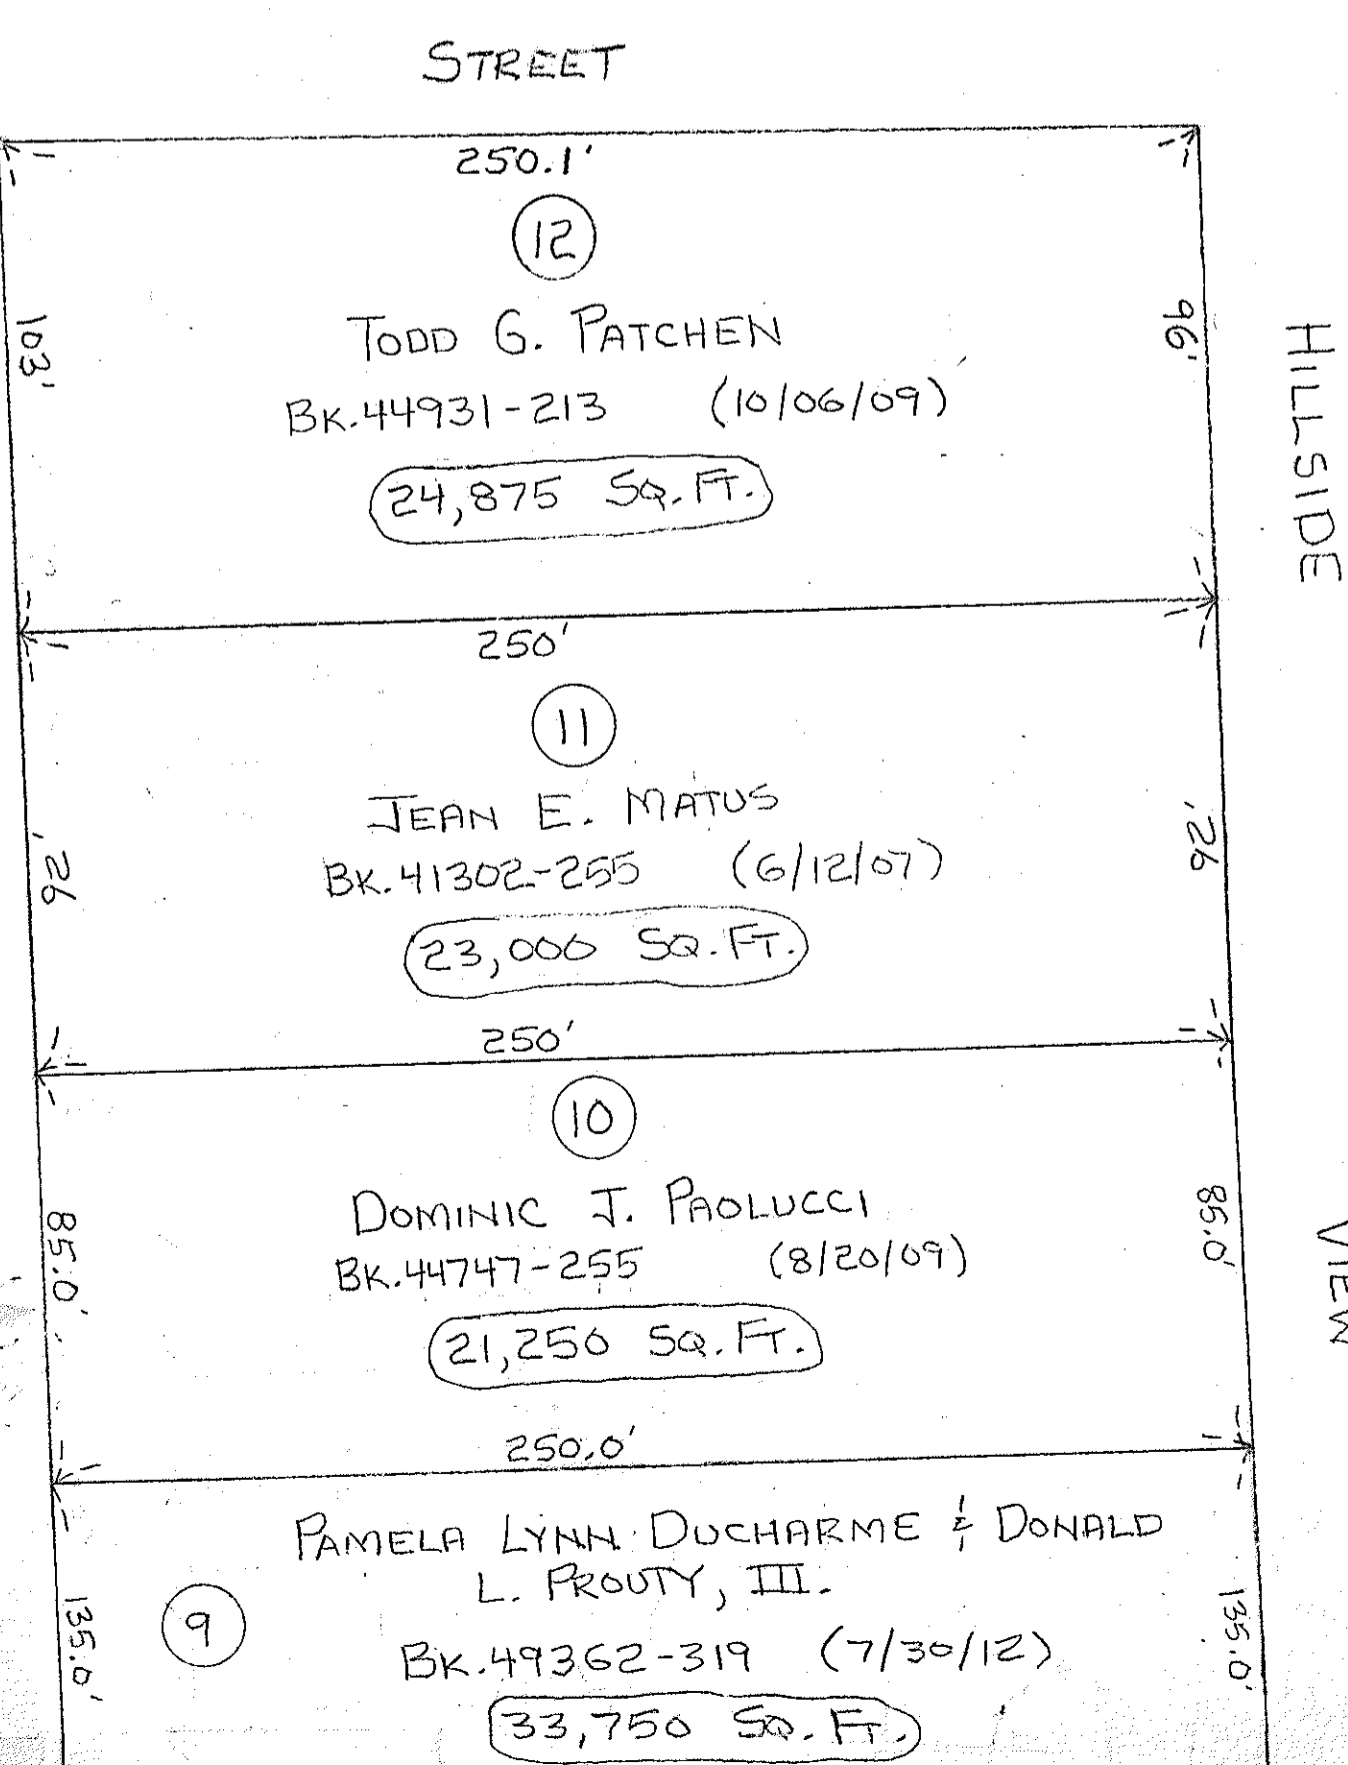 STREET
250.1'
12
TODD G. PATCHEN
BK.44931-213 (10/06/09)
24,875 SQ.FT.
103'
96'
HILLSIDE
250'
11
JEAN E. MATUS
BK.41302-255 (6/12/07)
23,000 SQ.FT.
92'
92'
250'
10
DOMINIC J. PAOLUCCI
BK.44747-255 (8/20/09)
21,250 SQ.FT.
85.0'
85.0'
VIEW
250.0'
PAMELA LYNN DUCHARME & DONALD
L. PROUTY, III.
9
BK.49362-319 (7/30/12)
33,750 SQ.FT.
135.0'
135.0'